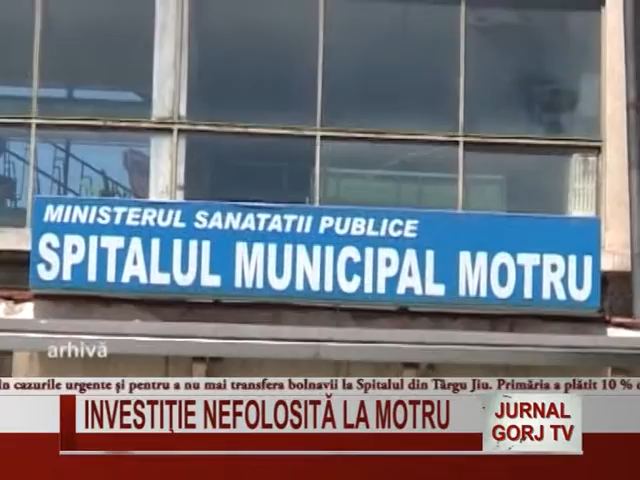 MINISTERUL SANATATII PUBLICE
SPITALUL MUNICIPAL MOTRU
arhivă
în cazurile urgente și pentru a nu mai transfera bolnavii la Spitalul din Târgu Jiu. Primăria a plătit 10 %
INVESTIȚIE NEFOLOSITĂ LA MOTRU
JURNAL
GORJ TV